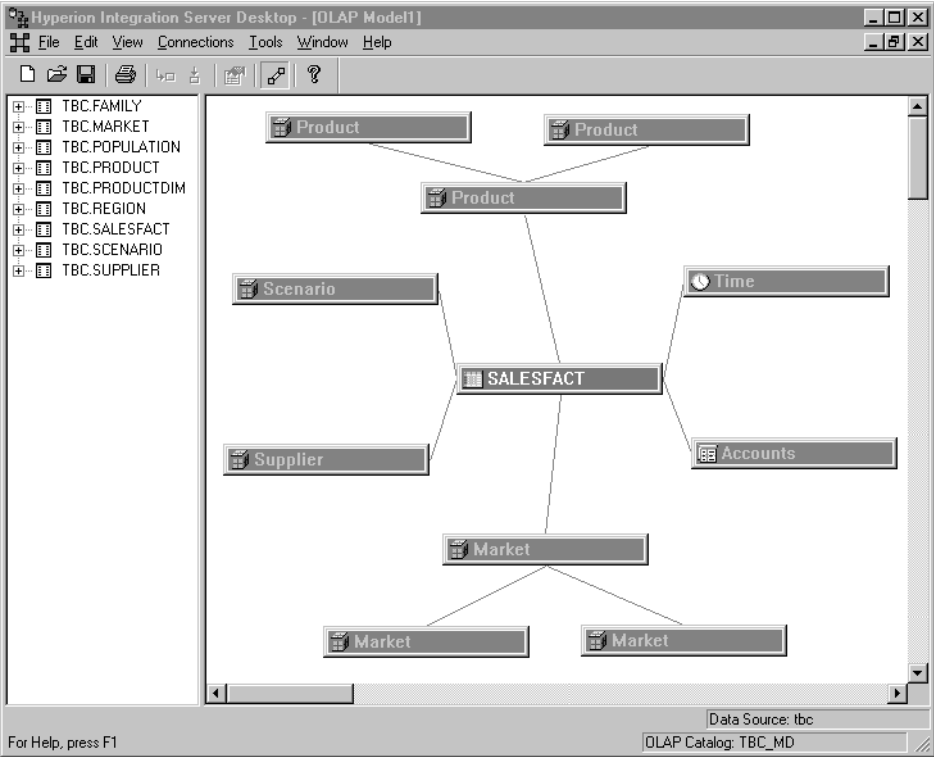 Hyperion Integration Server Desktop - [OLAP Model1]
File Edit View Connections Tools Window Help
TBC.FAMILY
TBC.MARKET
TBC.POPULATION
TBC.PRODUCT
TBC.PRODUCTDIM
TBC.REGION
TBC.SALESFACT
TBC.SCENARIO
TBC.SUPPLIER
Product
Product
Product
Scenario
Time
SALESFACT
Supplier
Accounts
Market
Market
Market
Data Source: tbc
For Help, press F1
OLAP Catalog: TBC_MD